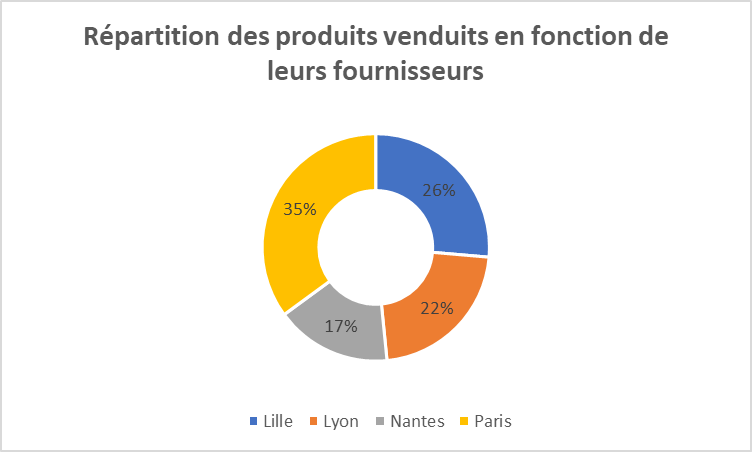 Répartition des produits venduits en fonction de
leurs fournisseurs
26%
35%
22%
17%
Lille Lyon Nantes Paris